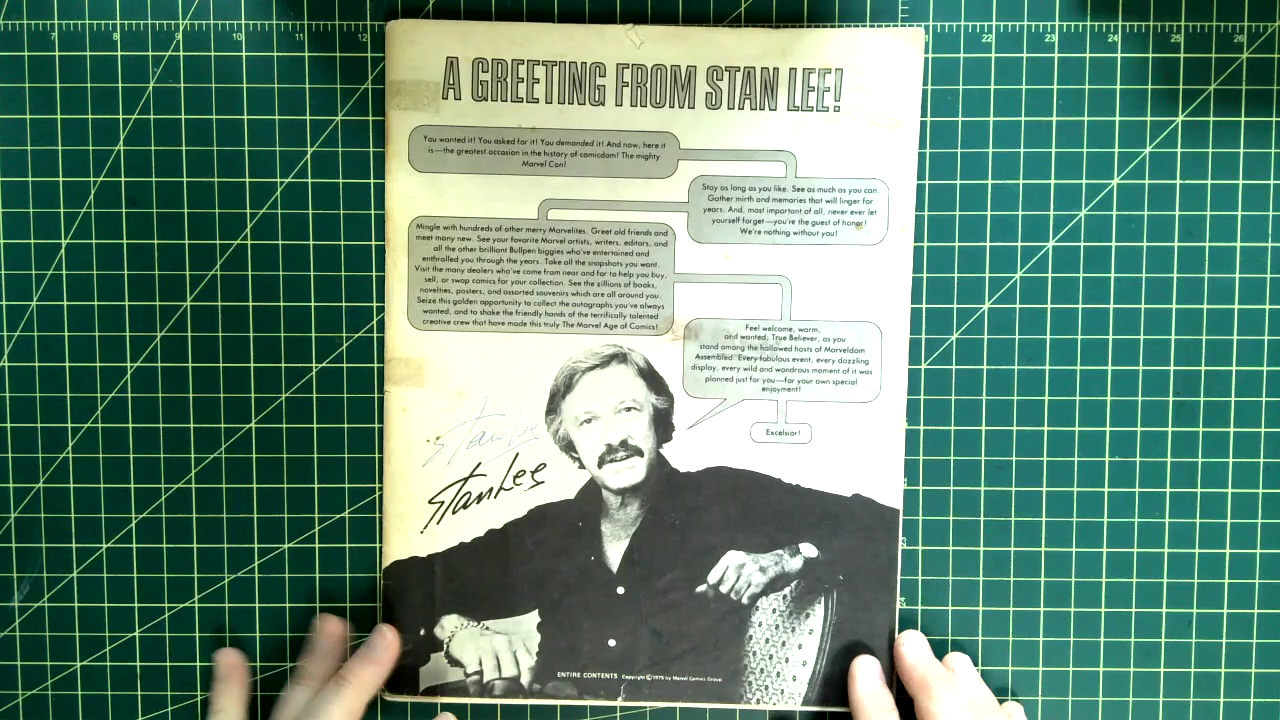 7 8 9 10 11 12 22 23 24 25 26
A GREETING FROM STAN LEE!
You wanted it! You asked for it! You demanded it! And now, here it
is—the greatest occasion in the history of comicdom! The mighty
Marvel Con!
Stay as long as you like. See as much as you can.
Gather mirth and memories that will linger for
years. And, most important of all, never ever let
yourself forget—you're the guest of honor!
We're nothing without you!
Mingle with hundreds of other merry Marvelites. Greet old friends and
meet many new. See your favorite Marvel artists, writers, editors, and
all the other brilliant Bullpen biggies who've entertained and
enthralled you through the years. Take all the snapshots you want.
Visit the many dealers who've come from near and far to help you buy,
sell, or swap comics for your collection. See the zillions of books,
novelties, posters, and assorted souvenirs which are all around you.
Seize this golden opportunity to collect the autographs you've always
wanted, and to shake the friendly hands of the terrifically talented
creative crew that have made this truly The Marvel Age of Comics!
Feel welcome, warm,
and wanted, True Believer, as you
stand among the hallowed hosts of Marveldom
Assembled. Every fabulous event, every dazzling
display, every wild and wondrous moment of it was
planned just for you—for your own special
enjoyment!
Excelsior!
Stan Lee
Stan Lee
ENTIRE CONTENTS Copyright ©1975 by Marvel Comics Group